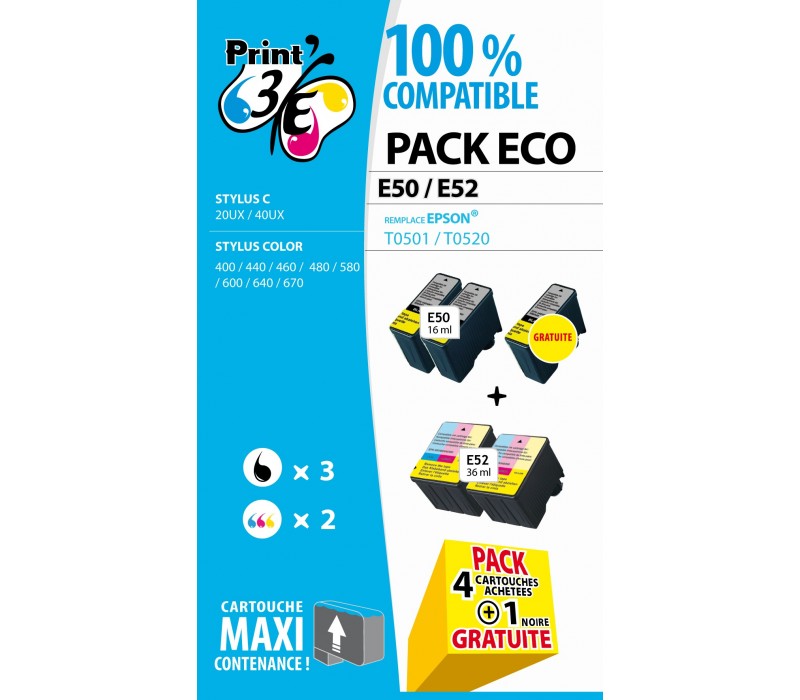 Print'
3E
100 %
COMPATIBLE
PACK ECO
E50 / E52
REMPLACE EPSON®
T0501 / T0520
STYLUS C
20UX / 40UX
STYLUS COLOR
400 / 440 / 460 / 480 / 580
/ 600 / 640 / 670
E50
16 ml
GRATUITE
+
E52
36 ml
x 3
x 2
PACK
4 CARTOUCHES
ACHETEES
+ 1 NOIRE
GRATUITE
CARTOUCHE
MAXI
CONTENANCE !